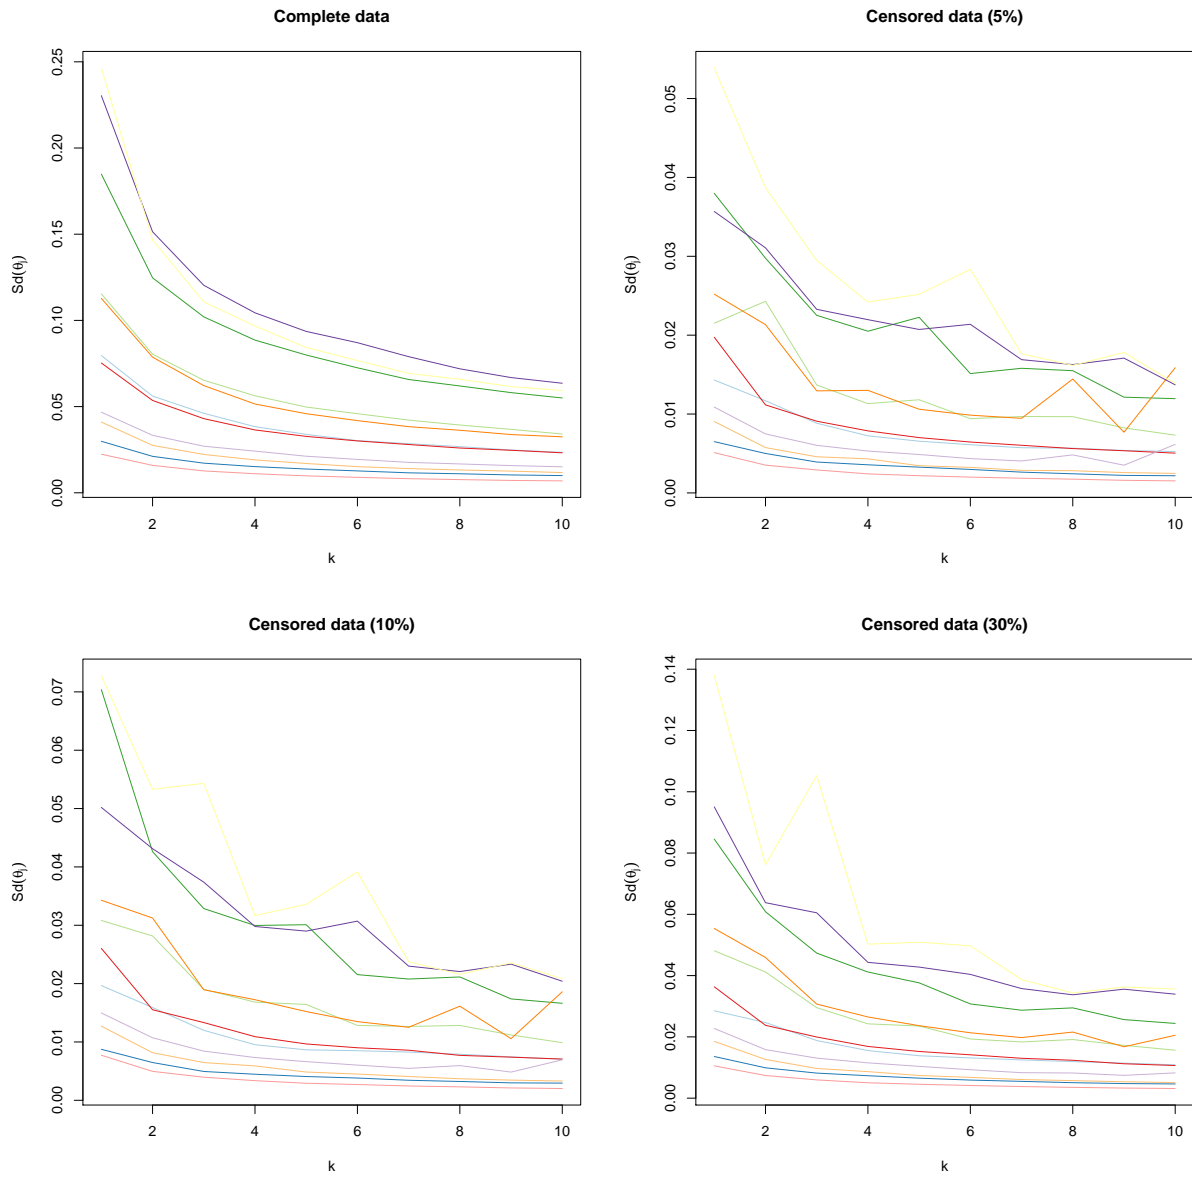 Complete data
Sd(θj)
0.25
0.20
0.15
0.10
0.05
0.00
2 4 6 8 10
k
Censored data (5%)
Sd(θj)
0.05
0.04
0.03
0.02
0.01
0.00
2 4 6 8 10
k
Censored data (10%)
Sd(θj)
0.07
0.06
0.05
0.04
0.03
0.02
0.01
0.00
2 4 6 8 10
k
Censored data (30%)
Sd(θj)
0.14
0.12
0.10
0.08
0.06
0.04
0.02
0.00
2 4 6 8 10
k